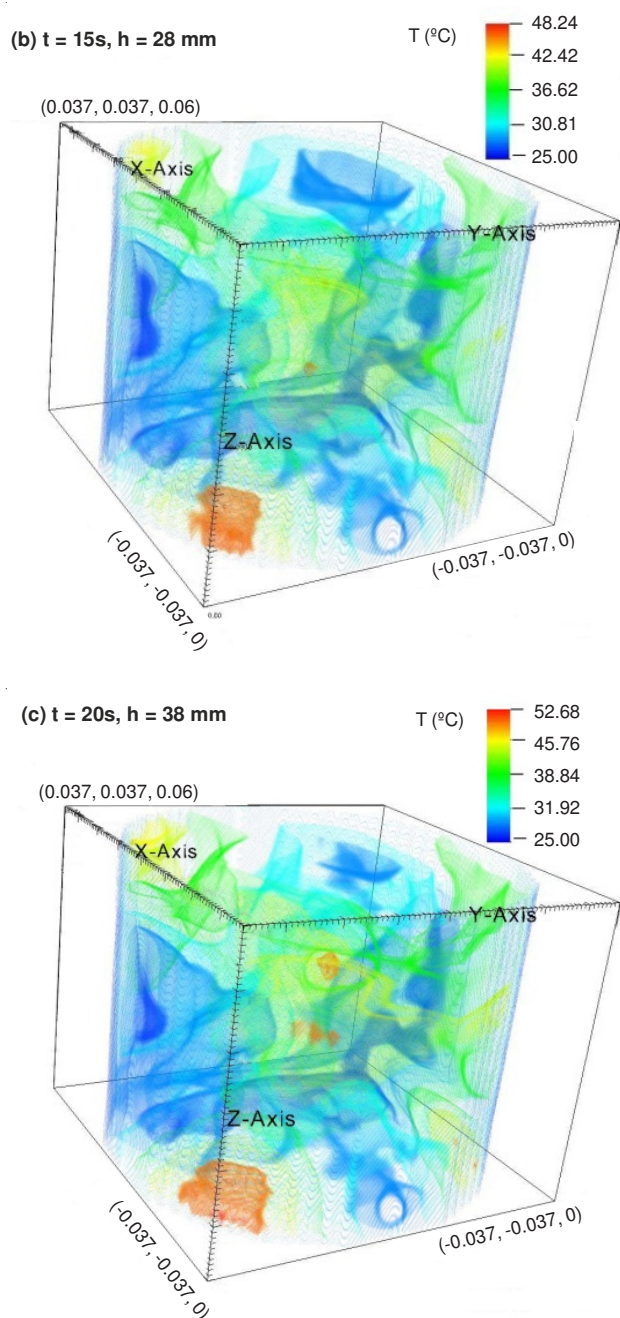 (b) t = 15s, h = 28 mm
T (ºC)
48.24
42.42
36.62
30.81
25.00
(0.037, 0.037, 0.06)
X-Axis
Y-Axis
Z-Axis
(-0.037, -0.037, 0)
(-0.037, -0.037, 0)
0.00
(c) t = 20s, h = 38 mm
T (ºC)
52.68
45.76
38.84
31.92
25.00
(0.037, 0.037, 0.06)
X-Axis
Y-Axis
Z-Axis
(-0.037, -0.037, 0)
(-0.037, -0.037, 0)